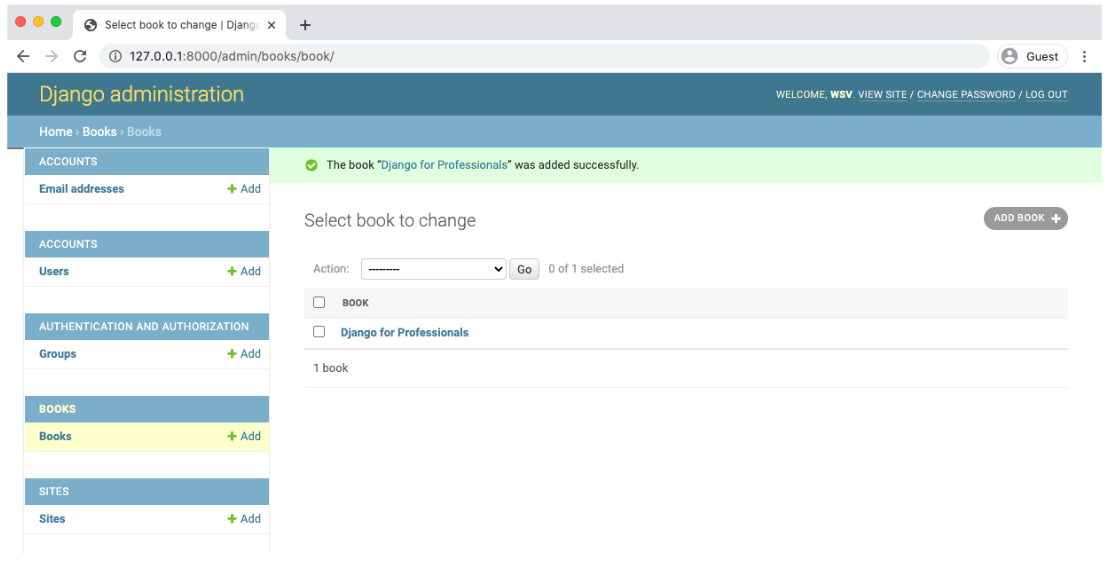 Select book to change | Djang
127.0.0.1:8000/admin/books/book/
Guest
Django administration
WELCOME, WSV. VIEW SITE / CHANGE PASSWORD / LOG OUT
Home › Books › Books
ACCOUNTS
Email addresses + Add
ACCOUNTS
Users + Add
AUTHENTICATION AND AUTHORIZATION
Groups + Add
BOOKS
Books + Add
SITES
Sites + Add
The book “Django for Professionals” was added successfully.
Select book to change
ADD BOOK +
Action: --------- Go 0 of 1 selected
BOOK
Django for Professionals
1 book